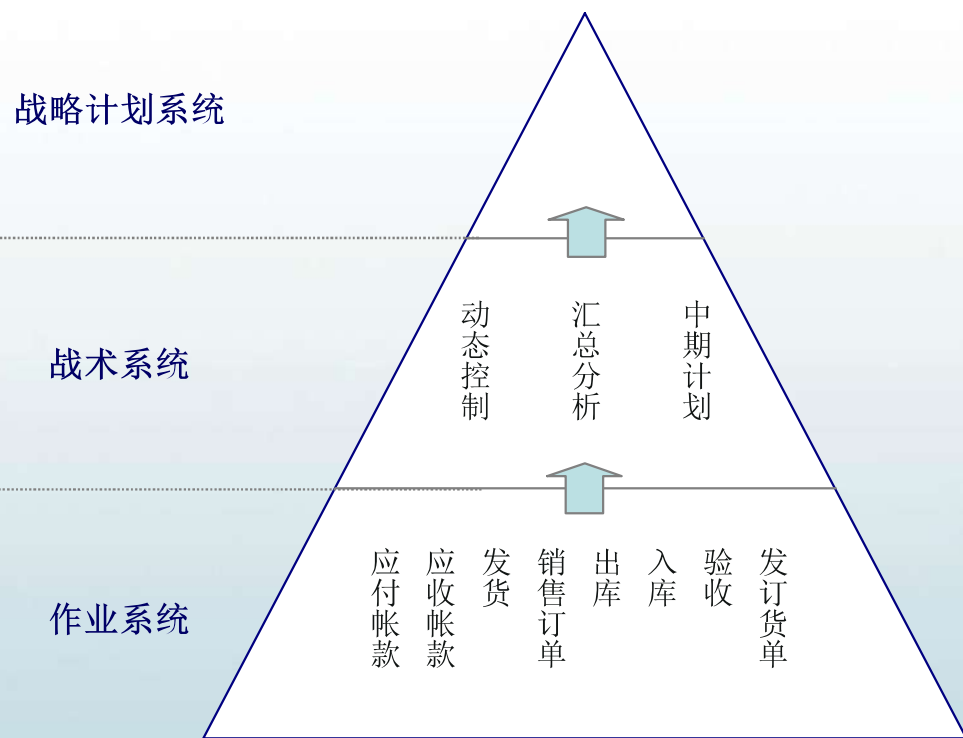 战略计划系统
战术系统
动态控制
汇总分析
中期计划
作业系统
应付帐款
应收帐款
发货
销售订单
出库
入库
验收
发订货单